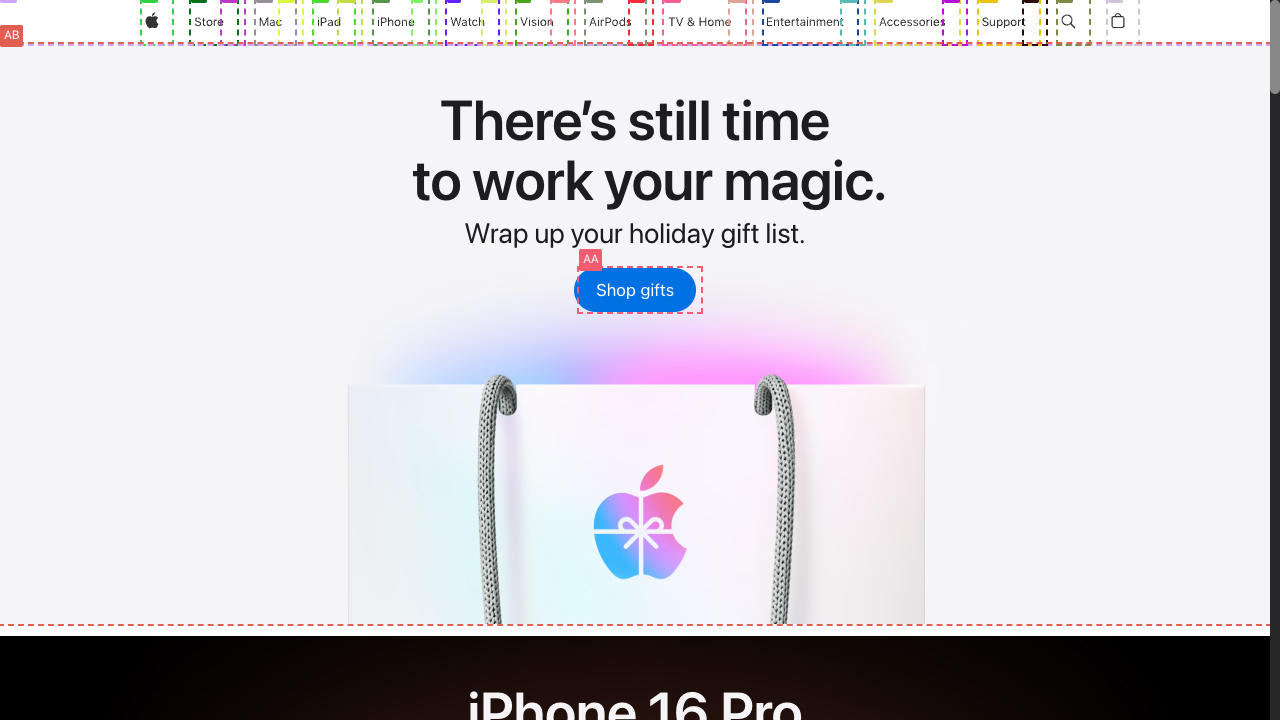 Store Mac iPad iPhone Watch Vision AirPods TV & Home Entertainment Accessories Support
AB
There’s still time
to work your magic.
Wrap up your holiday gift list.
AA
Shop gifts
iPhone 16 Pro